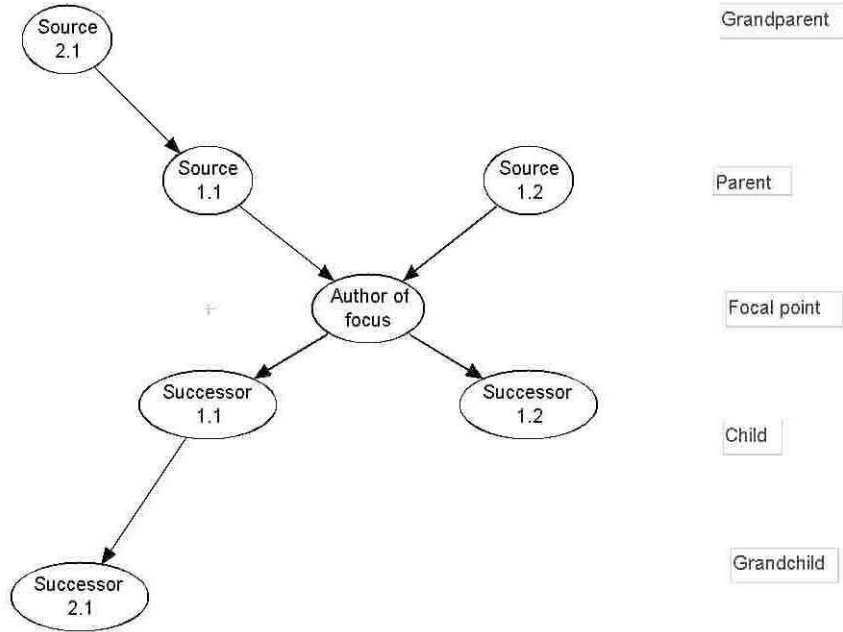 Source
2.1
Grandparent
Source
1.1
Source
1.2
Parent
Author of
focus
Focal point
Successor
1.1
Successor
1.2
Child
Successor
2.1
Grandchild